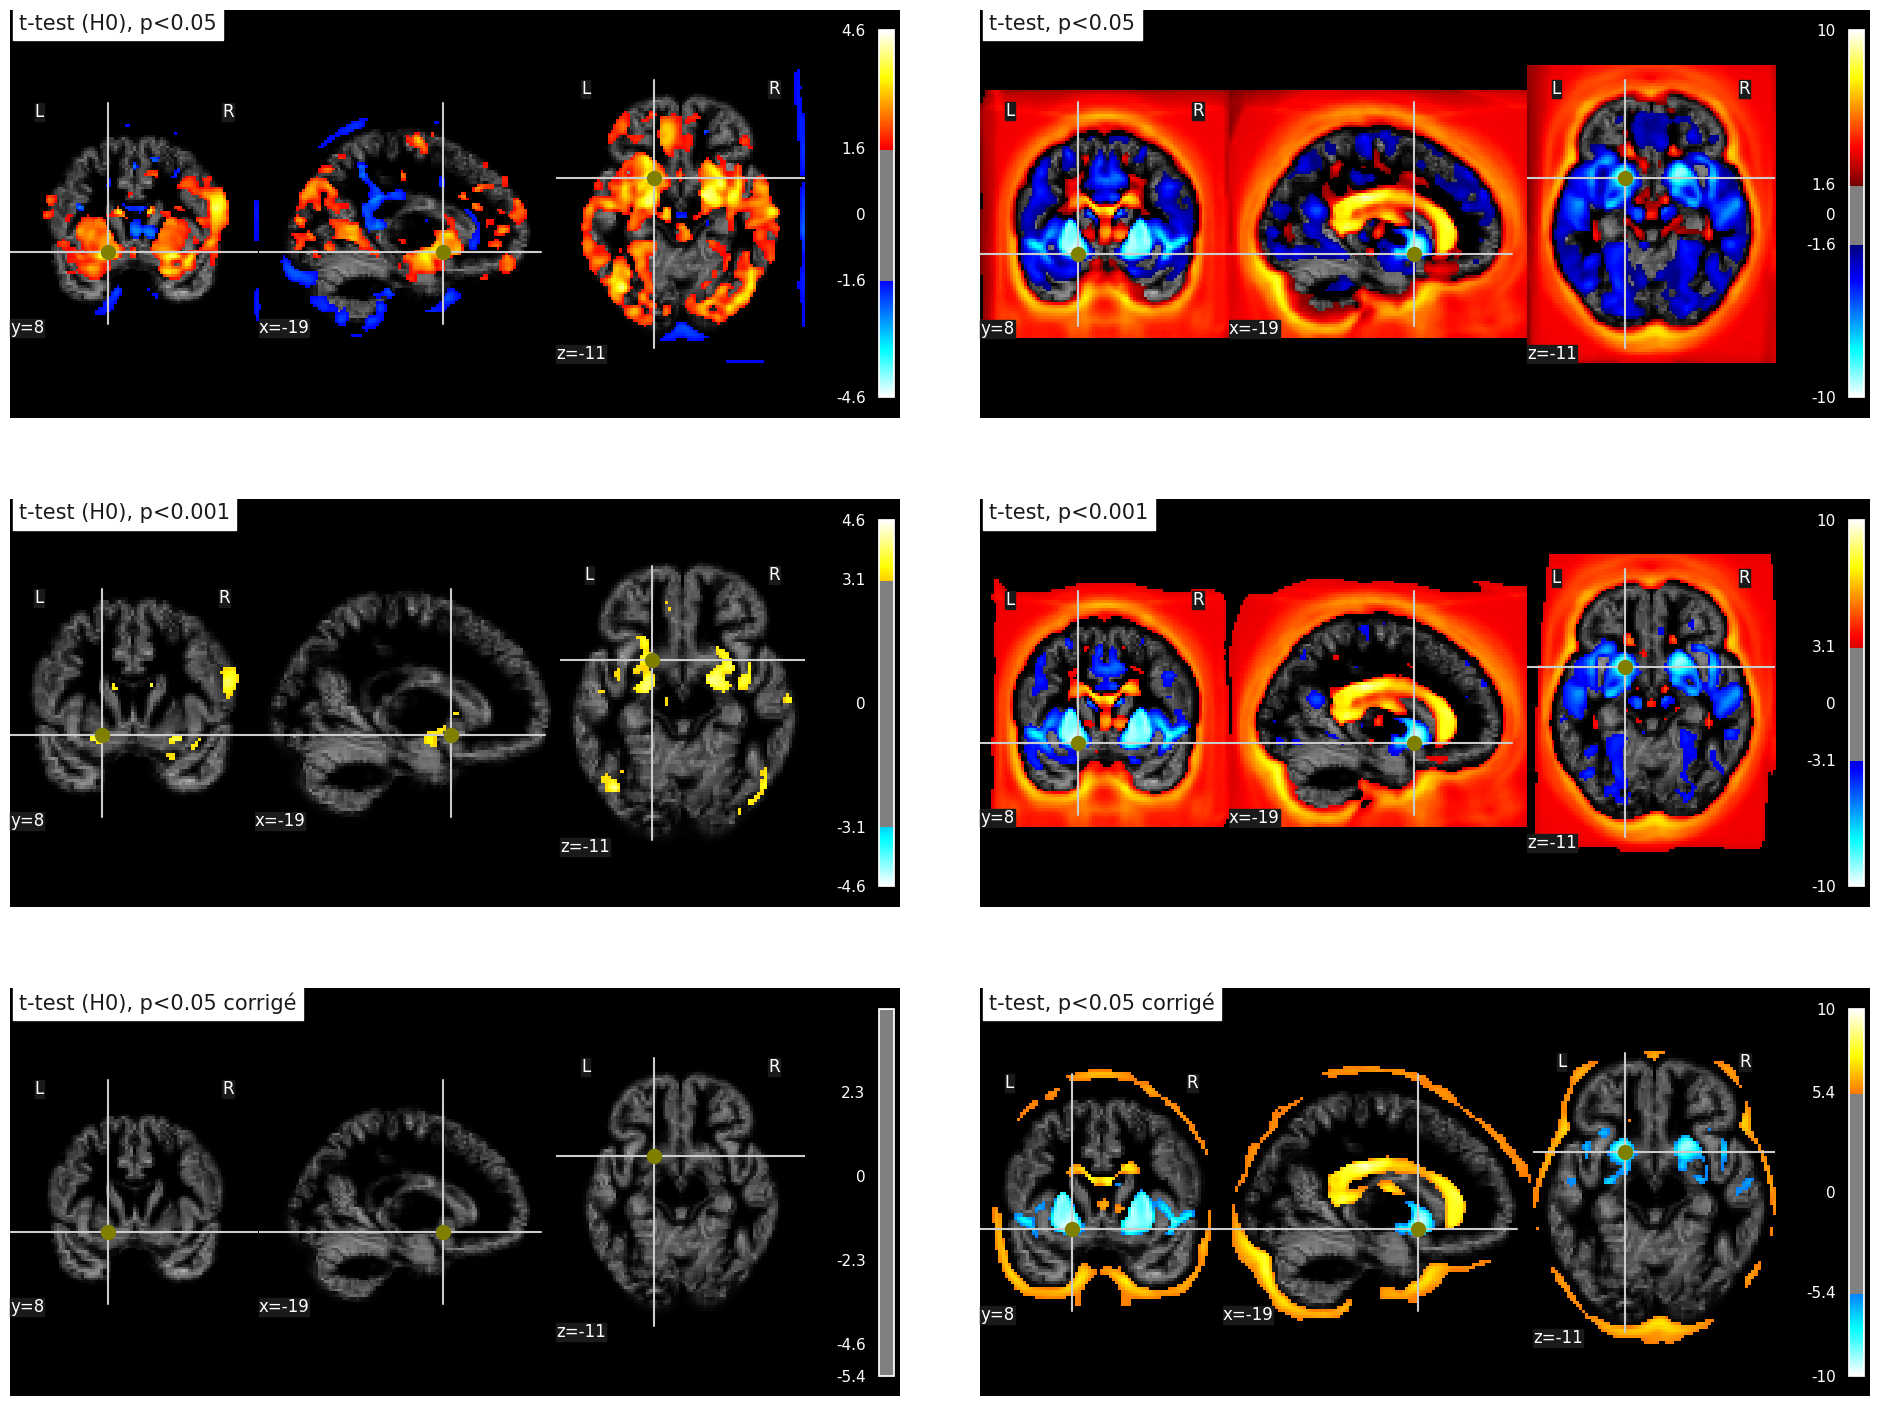 t-test (H0), p<0.05
L
R
L
R
y=8
x=-19
z=-11
4.6
1.6
0
-1.6
-4.6
t-test, p<0.05
L
R
L
R
y=8
x=-19
z=-11
10
1.6
0
-1.6
-10
t-test (H0), p<0.001
L
R
L
R
y=8
x=-19
z=-11
4.6
3.1
0
-3.1
-4.6
t-test, p<0.001
L
R
L
R
y=8
x=-19
z=-11
10
3.1
0
-3.1
-10
t-test (H0), p<0.05 corrigé
L
R
L
R
y=8
x=-19
z=-11
2.3
0
-2.3
-4.6
-5.4
t-test, p<0.05 corrigé
L
R
L
R
y=8
x=-19
z=-11
10
5.4
0
-5.4
-10